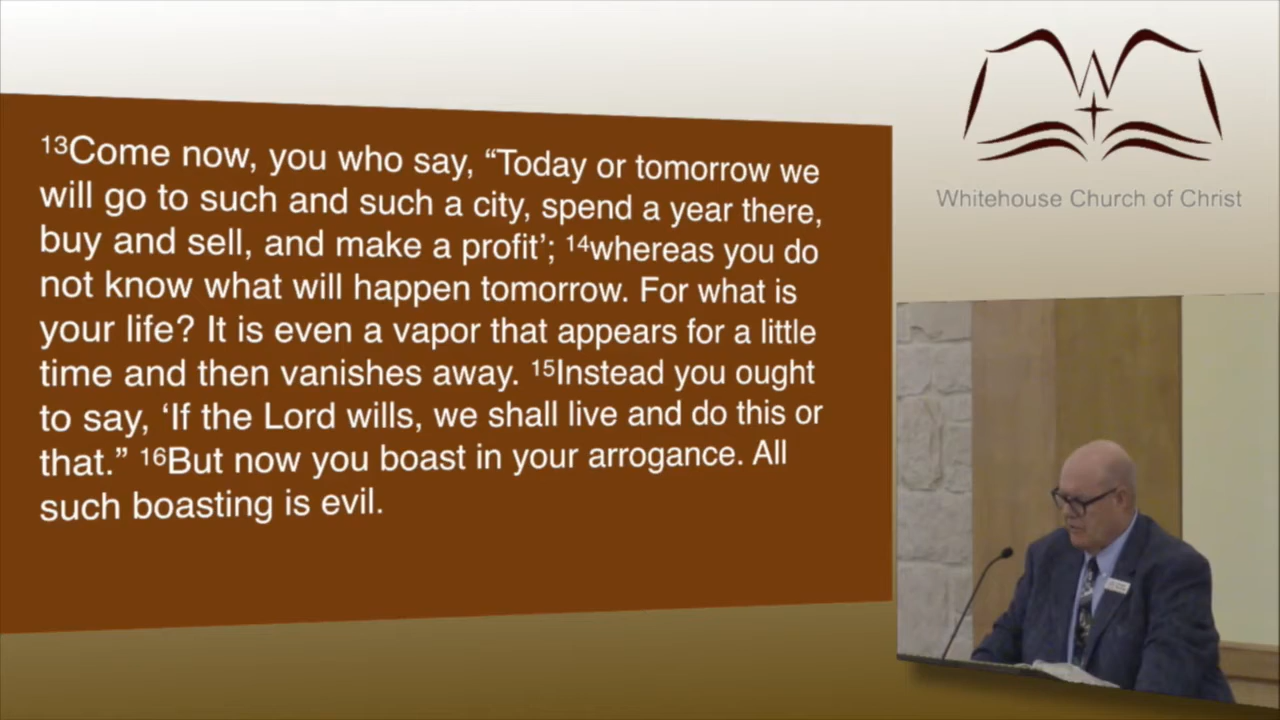 ¹³Come now, you who say, “Today or tomorrow we
will go to such and such a city, spend a year there,
buy and sell, and make a profit’; ¹⁴whereas you do
not know what will happen tomorrow. For what is
your life? It is even a vapor that appears for a little
time and then vanishes away. ¹⁵Instead you ought
to say, ‘If the Lord wills, we shall live and do this or
that.” ¹⁶But now you boast in your arrogance. All
such boasting is evil.
Whitehouse Church of Christ